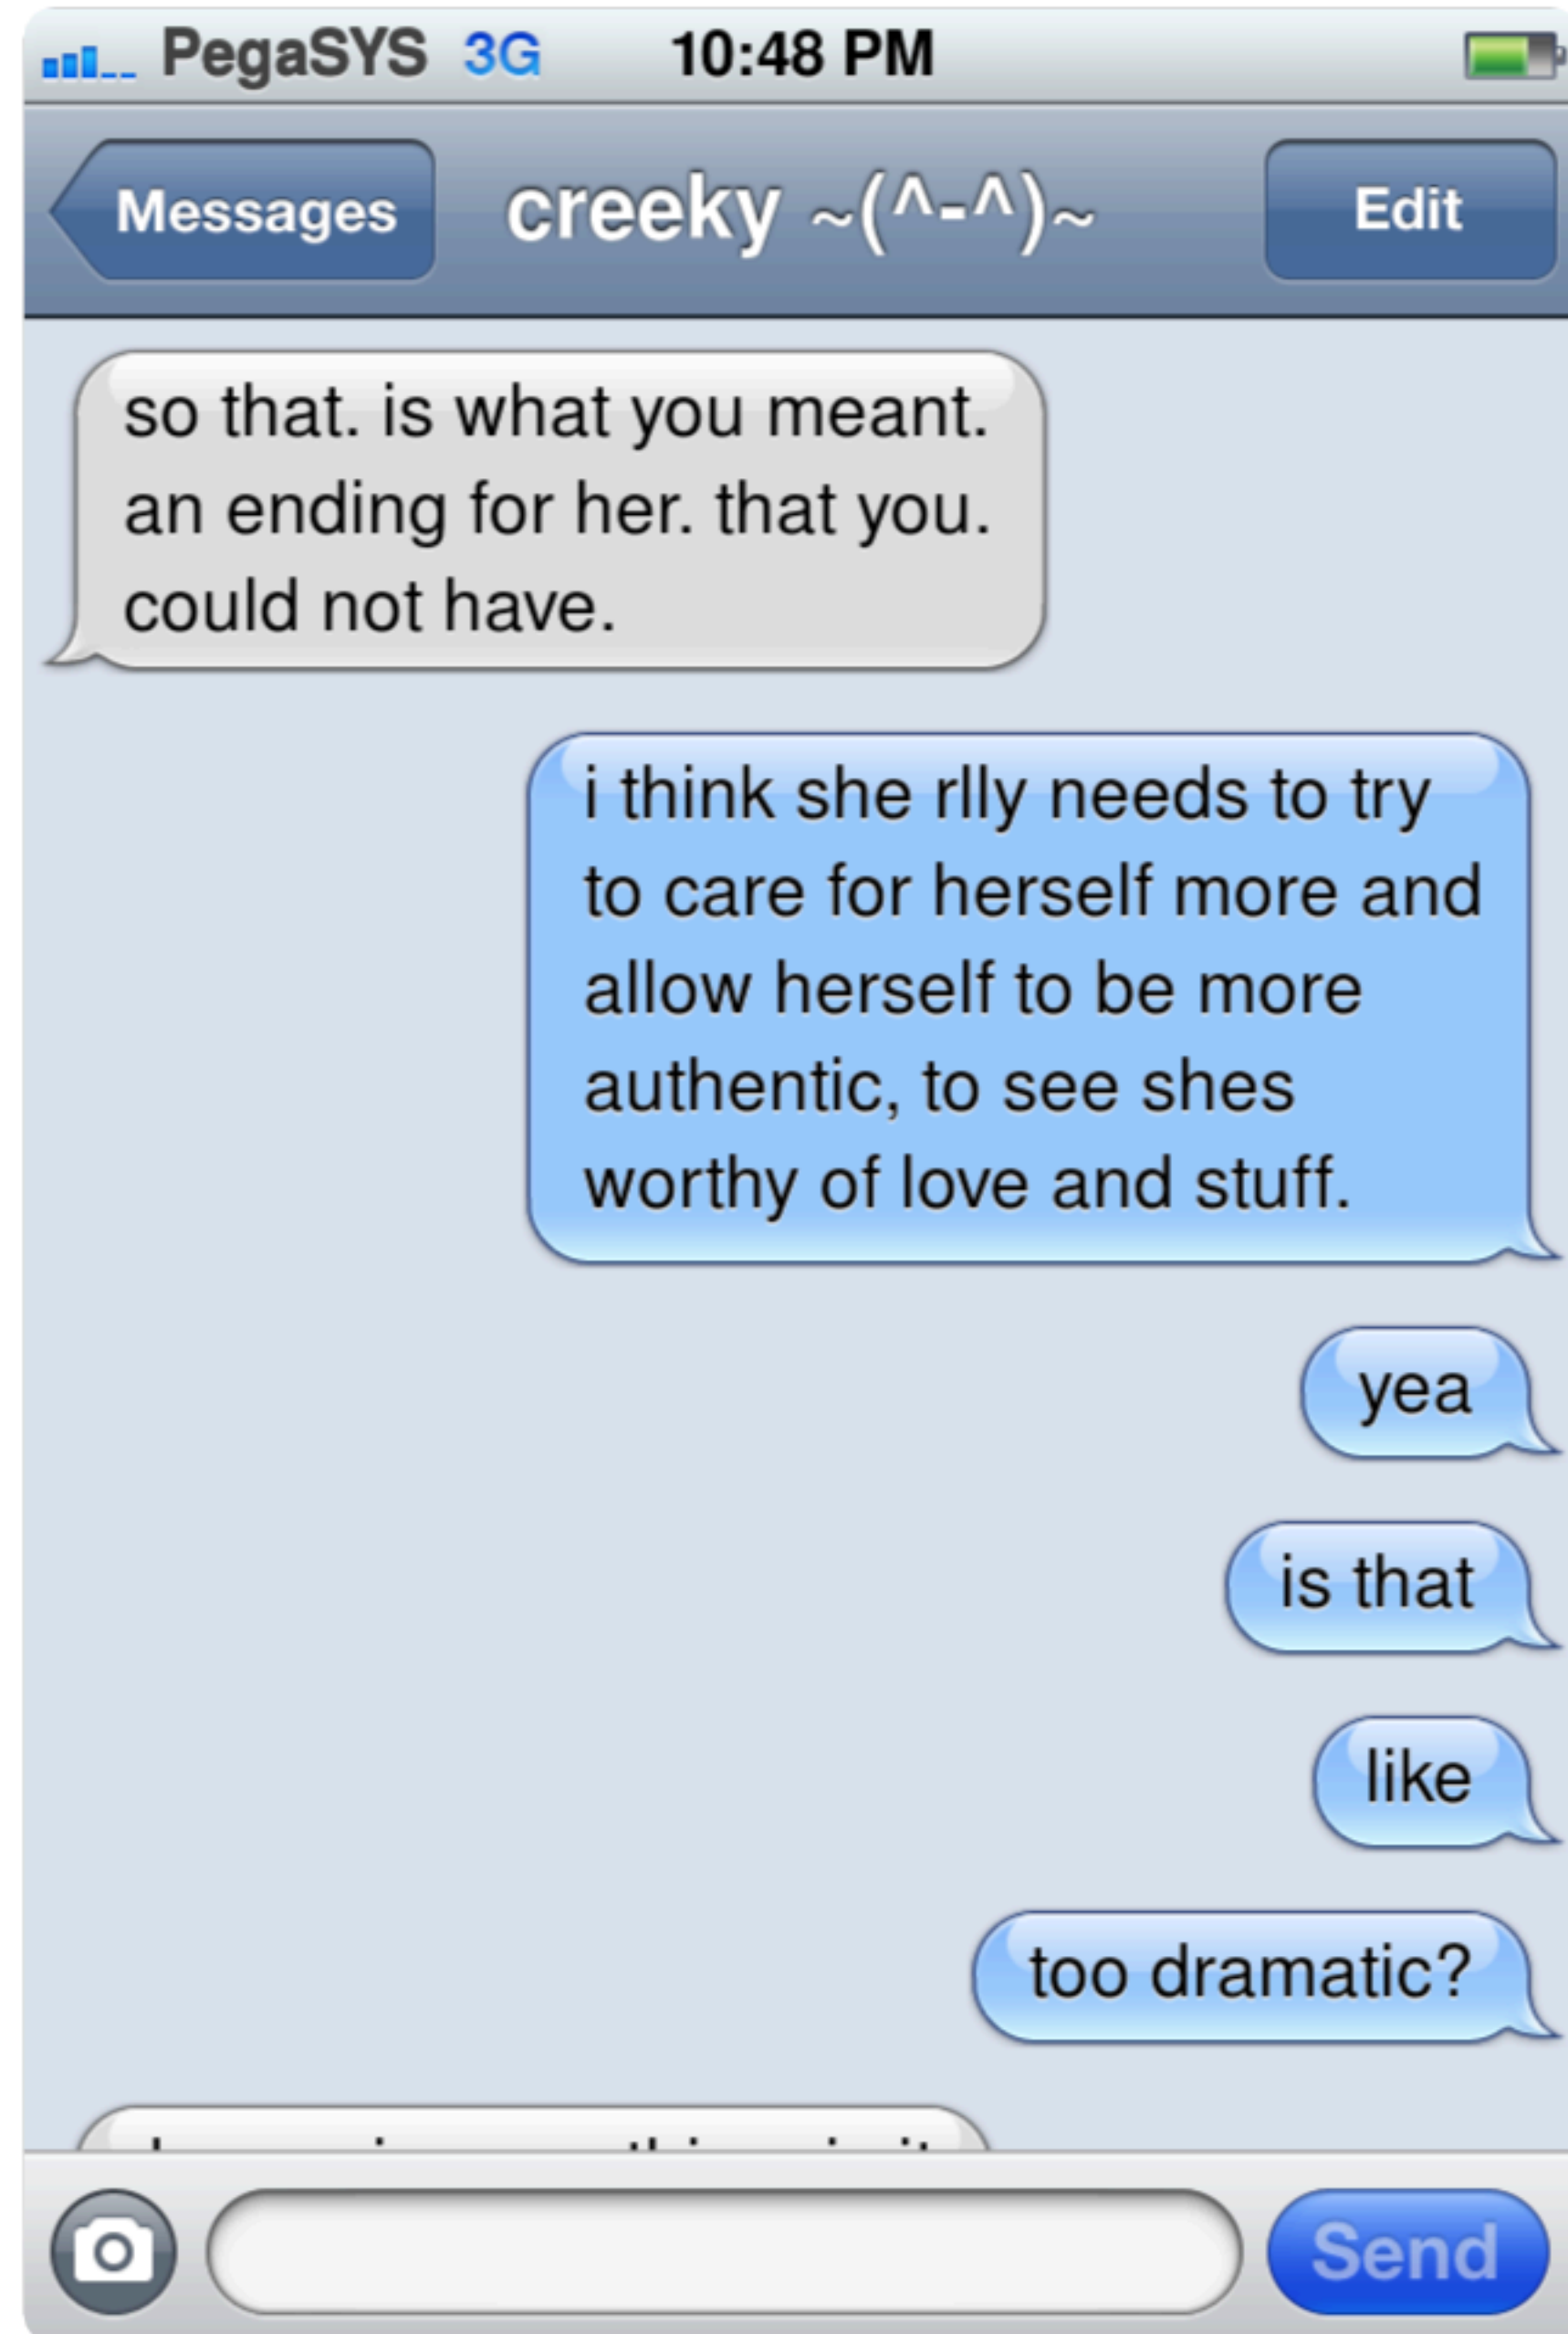 PegaSYS 3G 10:48 PM
Messages creeky ~(^-^)~ Edit
so that. is what you meant.
an ending for her. that you.
could not have.
i think she rlly needs to try
to care for herself more and
allow herself to be more
authentic, to see shes
worthy of love and stuff.
yea
is that
like
too dramatic?
Send